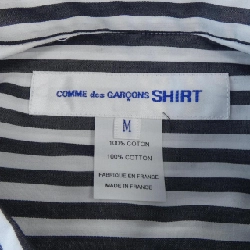 COMME des GARÇONS SHIRT
M
100% COTON
100% COTTON
FABRIQUE EN FRANCE
MADE IN FRANCE